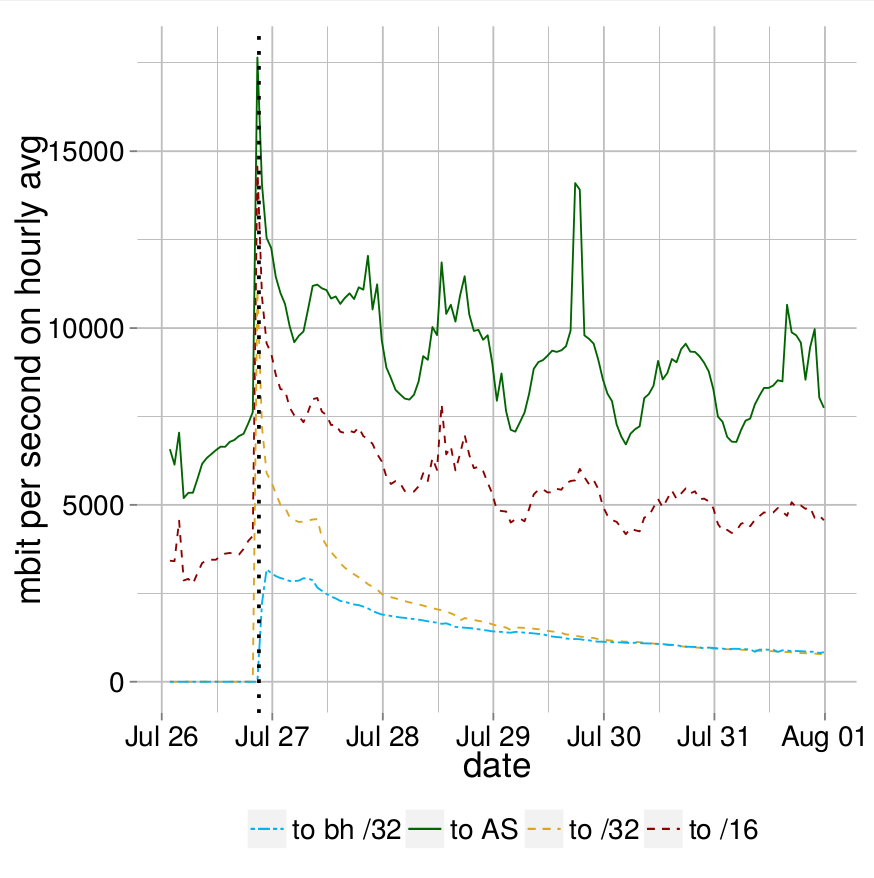 mbit per second on hourly avg
15000
10000
5000
0
Jul 26 Jul 27 Jul 28 Jul 29 Jul 30 Jul 31 Aug 01
date
to bh /32 to AS to /32 to /16